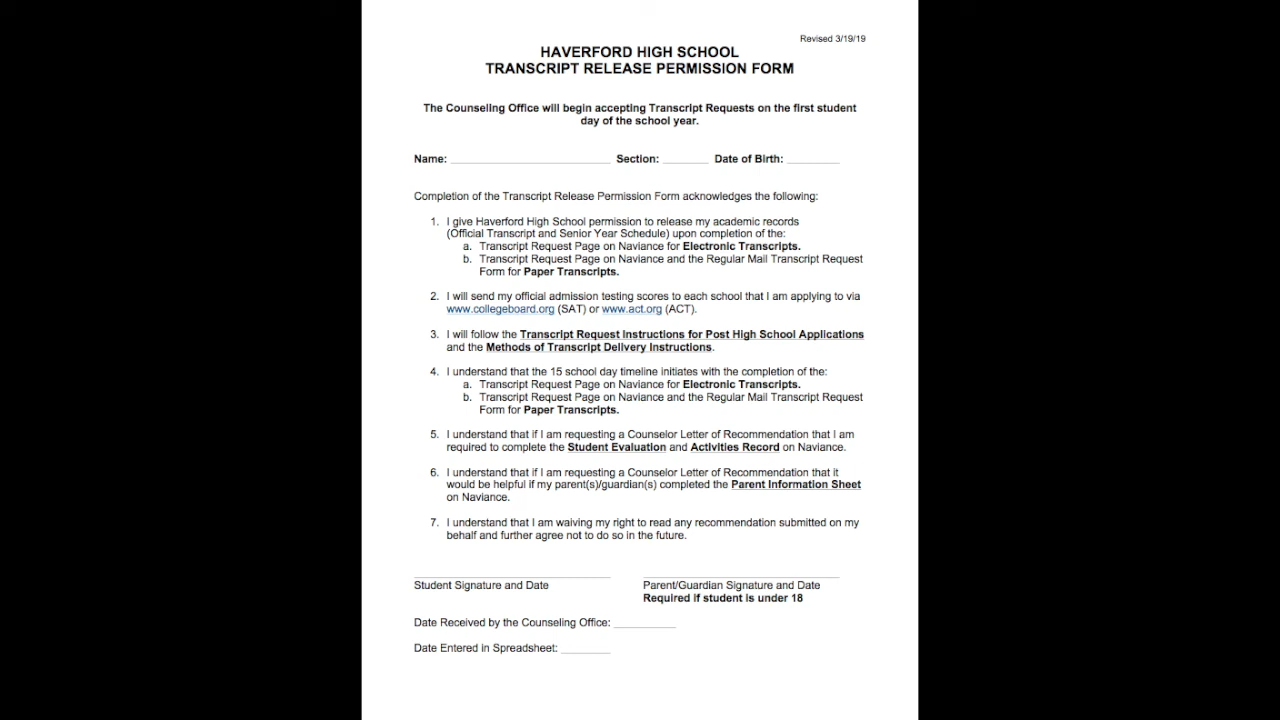 Revised 3/19/19
HAVERFORD HIGH SCHOOL
TRANSCRIPT RELEASE PERMISSION FORM
The Counseling Office will begin accepting Transcript Requests on the first student
day of the school year.
Name: __________________________ Section: _______ Date of Birth: ________
Completion of the Transcript Release Permission Form acknowledges the following:
1. I give Haverford High School permission to release my academic records
(Official Transcript and Senior Year Schedule) upon completion of the:
a. Transcript Request Page on Naviance for Electronic Transcripts.
b. Transcript Request Page on Naviance and the Regular Mail Transcript Request
Form for Paper Transcripts.
2. I will send my official admission testing scores to each school that I am applying to via
www.collegeboard.org (SAT) or www.act.org (ACT).
3. I will follow the Transcript Request Instructions for Post High School Applications
and the Methods of Transcript Delivery Instructions.
4. I understand that the 15 school day timeline initiates with the completion of the:
a. Transcript Request Page on Naviance for Electronic Transcripts.
b. Transcript Request Page on Naviance and the Regular Mail Transcript Request
Form for Paper Transcripts.
5. I understand that if I am requesting a Counselor Letter of Recommendation that I am
required to complete the Student Evaluation and Activities Record on Naviance.
6. I understand that if I am requesting a Counselor Letter of Recommendation that it
would be helpful if my parent(s)/guardian(s) completed the Parent Information Sheet
on Naviance.
7. I understand that I am waiving my right to read any recommendation submitted on my
behalf and further agree not to do so in the future.
Student Signature and Date
Parent/Guardian Signature and Date
Required if student is under 18
Date Received by the Counseling Office: __________
Date Entered in Spreadsheet: ________